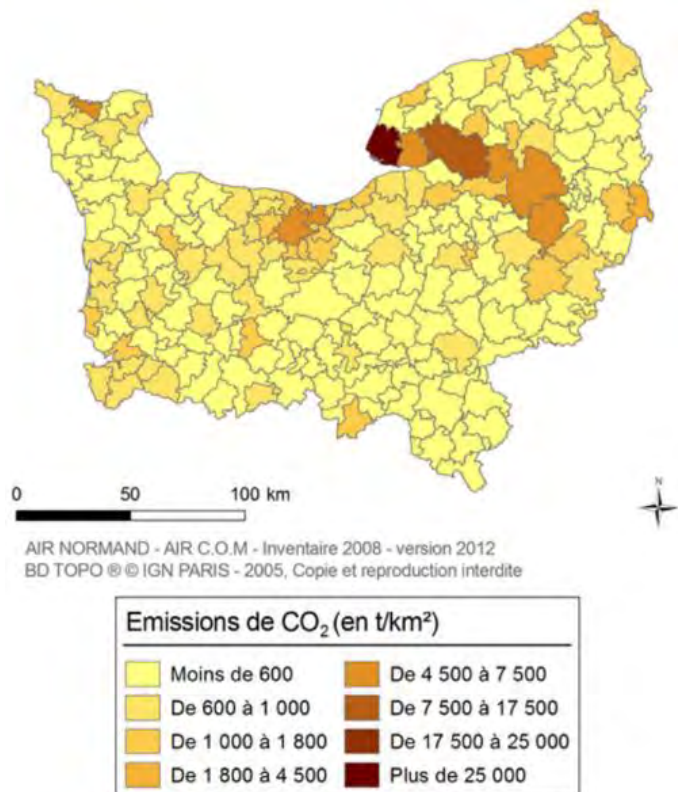 0 50 100 km
N
AIR NORMAND - AIR C.O.M - Inventaire 2008 - version 2012
BD TOPO ® © IGN PARIS - 2005, Copie et reproduction interdite
Emissions de CO₂ (en t/km²)
Moins de 600
De 600 à 1 000
De 1 000 à 1 800
De 1 800 à 4 500
De 4 500 à 7 500
De 7 500 à 17 500
De 17 500 à 25 000
Plus de 25 000